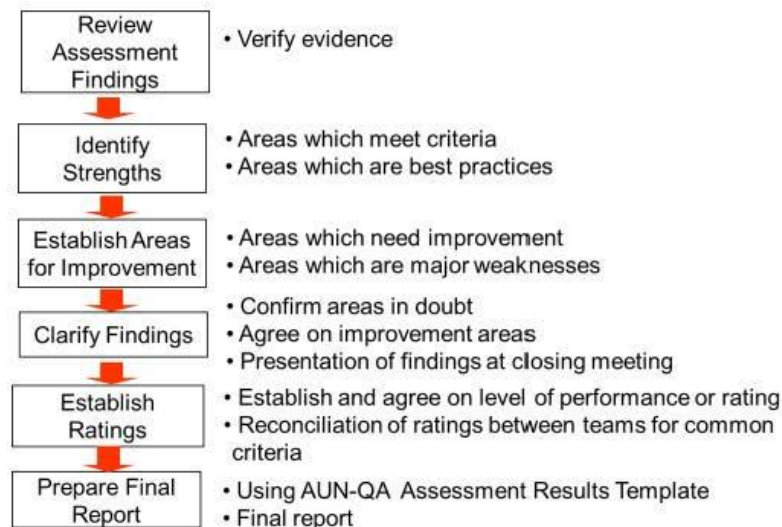 Review
Assessment
Findings
• Verify evidence
Identify
Strengths
• Areas which meet criteria
• Areas which are best practices
Establish Areas
for Improvement
• Areas which need improvement
• Areas which are major weaknesses
Clarify Findings
• Confirm areas in doubt
• Agree on improvement areas
• Presentation of findings at closing meeting
Establish
Ratings
• Establish and agree on level of performance or rating
• Reconciliation of ratings between teams for common
criteria
Prepare Final
Report
• Using AUN-QA Assessment Results Template
• Final report